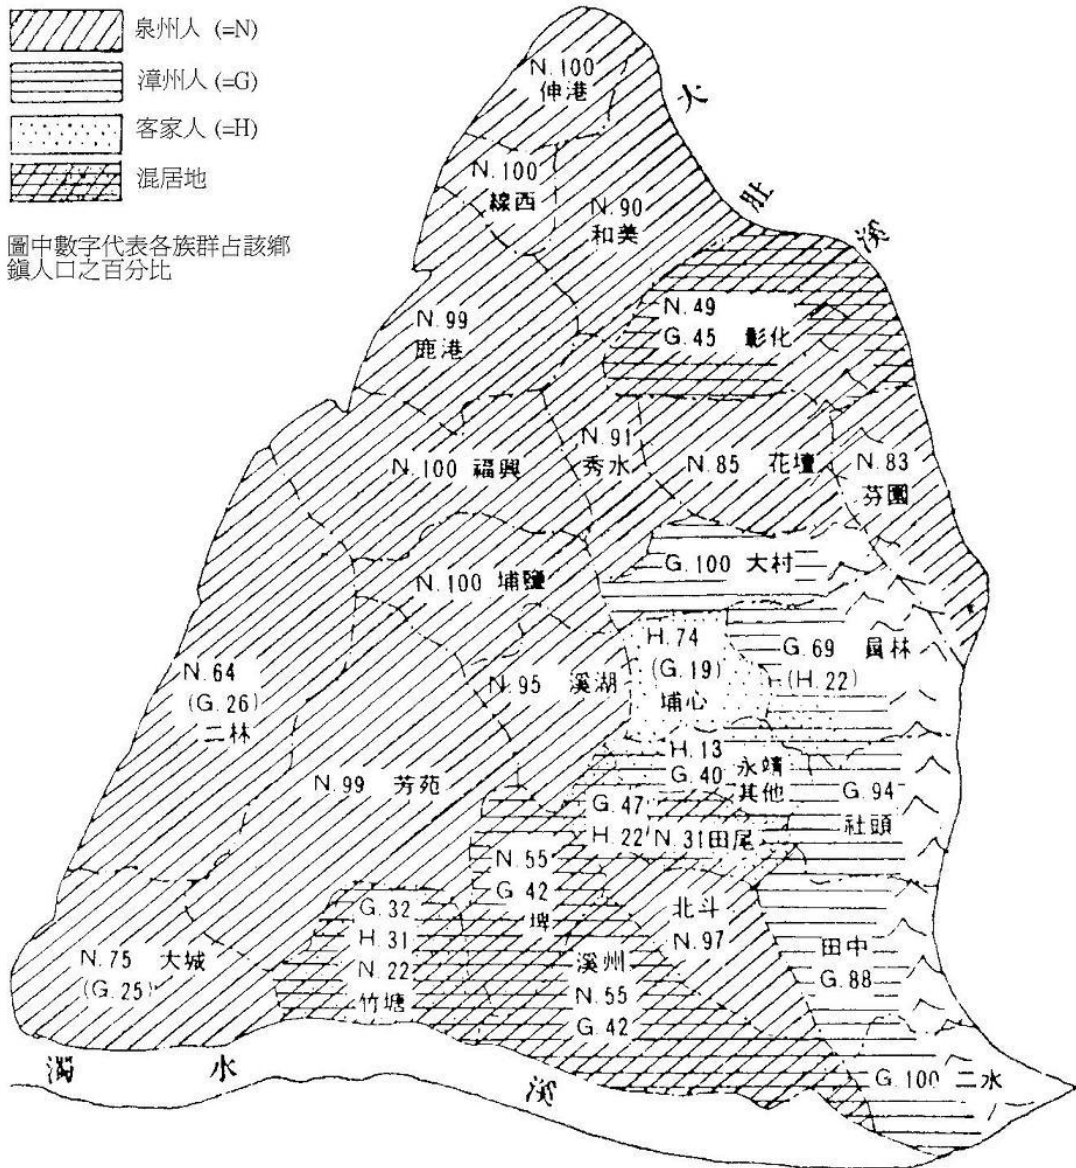 泉州人 (=N)
漳州人 (=G)
客家人 (=H)
混居地
圖中數字代表各族群占該鄉
鎮人口之百分比
N.100
伸港
大
肚
溪
N.100
線西
N.90
和美
N.49
G.45 彰化
N.99
鹿港
N.91
秀水
N.100 福興
N.85 花壇
N.83
芬園
G.100 大村
N.100 埔鹽
H.74
(G.19)
埔心
G.69 員林
(H.22)
N.64
(G.26)
二林
N.95 溪湖
H.13
G.40
永靖
其他
N.99 芳苑
G.94
社頭
G.47
H.22 N.31田尾
N.55
G.42
埤
北斗
N.97
G.32
H.31
N.22
竹塘
田中
G.88
N.75 大城
(G.25)
溪州
N.55
G.42
G.100 二水
濁
水
溪